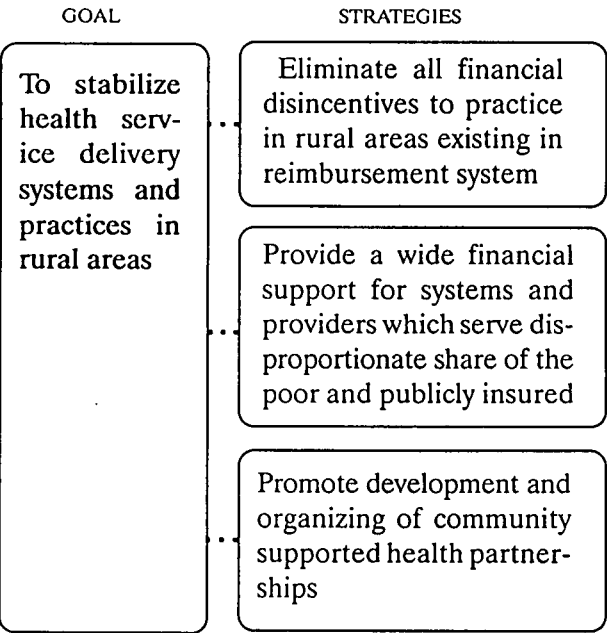 GOAL
STRATEGIES
To stabilize
health serv-
ice delivery
systems and
practices in
rural areas
Eliminate all financial
disincentives to practice
in rural areas existing in
reimbursement system
Provide a wide financial
support for systems and
providers which serve dis-
proportionate share of the
poor and publicly insured
Promote development and
organizing of community
supported health partner-
ships